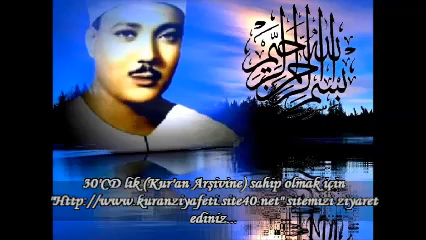 بسم الله الرحمن الرحيم
30'CD lik (Kur'an Arşivine) sahip olmak için
"Http://www.kuranziyafeti.site40.net" sitemizi ziyaret
ediniz...